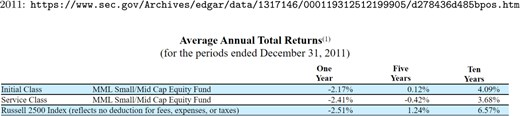 2011: https://www.sec.gov/Archives/edgar/data/1317146/000119312512199905/d278436d485bpos.htm
Average Annual Total Returns(1)
(for the periods ended December 31, 2011)
One Year Five Years Ten Years
Initial Class MML Small/Mid Cap Equity Fund -2.17% 0.12% 4.09%
Service Class MML Small/Mid Cap Equity Fund -2.41% -0.42% 3.68%
Russell 2500 Index (reflects no deduction for fees, expenses, or taxes) -2.51% 1.24% 6.57%